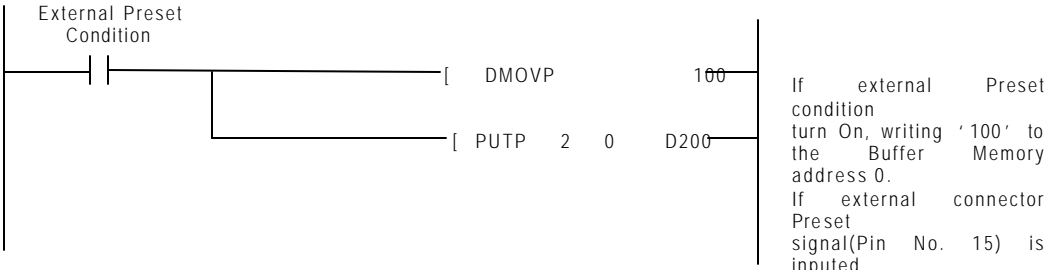 External Preset
Condition
[ DMOVP 100
[ PUTP 2 0 D200
If external Preset
condition
turn On, writing ‘100’ to
the Buffer Memory
address 0.
If external connector
Preset
signal(Pin No. 15) is
inputed